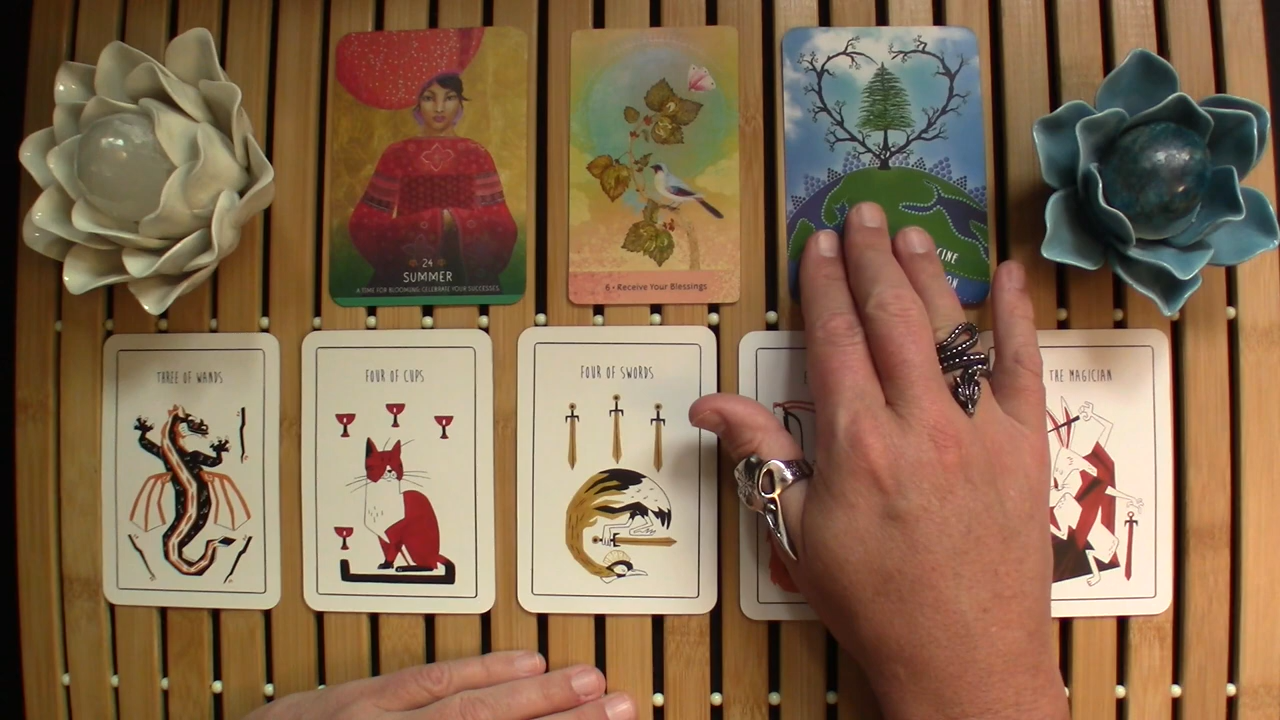 24
SUMMER
A TIME FOR BLOOMING. CELEBRATE YOUR SUCCESSES
6 • Receive Your Blessings
THREE OF WANDS
FOUR OF CUPS
FOUR OF SWORDS
THE MAGICIAN